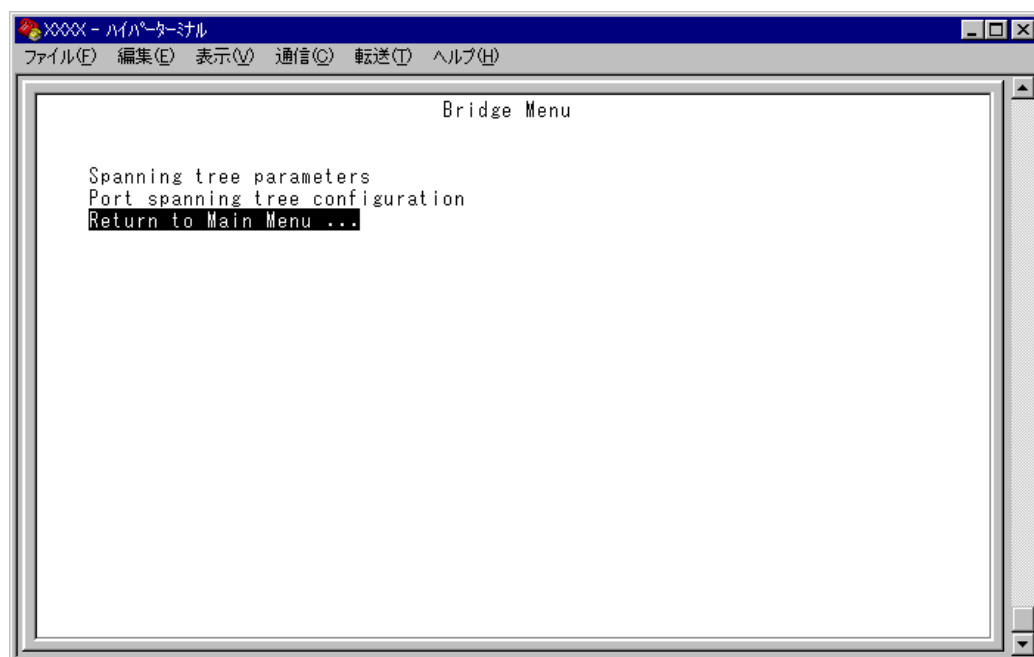 XXXX - ハイパーターミナル
ファイル(F) 編集(E) 表示(V) 通信(C) 転送(T) ヘルプ(H)
Bridge Menu
Spanning tree parameters
Port spanning tree configuration
Return to Main Menu ...